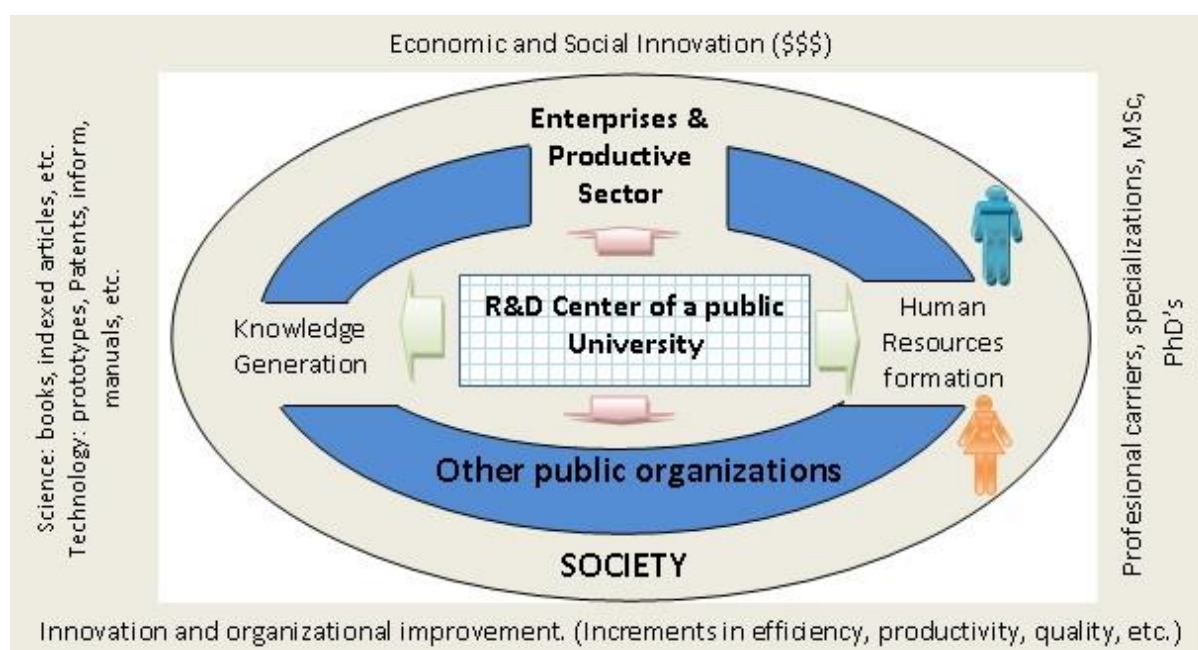 Economic and Social Innovation ($$$)
Science: books, indexed articles, etc.
Technology: prototypes, Patents, inform,
manuals, etc.
Enterprises &
Productive
Sector
R&D Center of a public
University
Knowledge
Generation
Human
Resources
formation
Other public organizations
SOCIETY
Profesional carriers, specializations, MSc,
PhD's
Innovation and organizational improvement. (Increments in efficiency, productivity, quality, etc.)